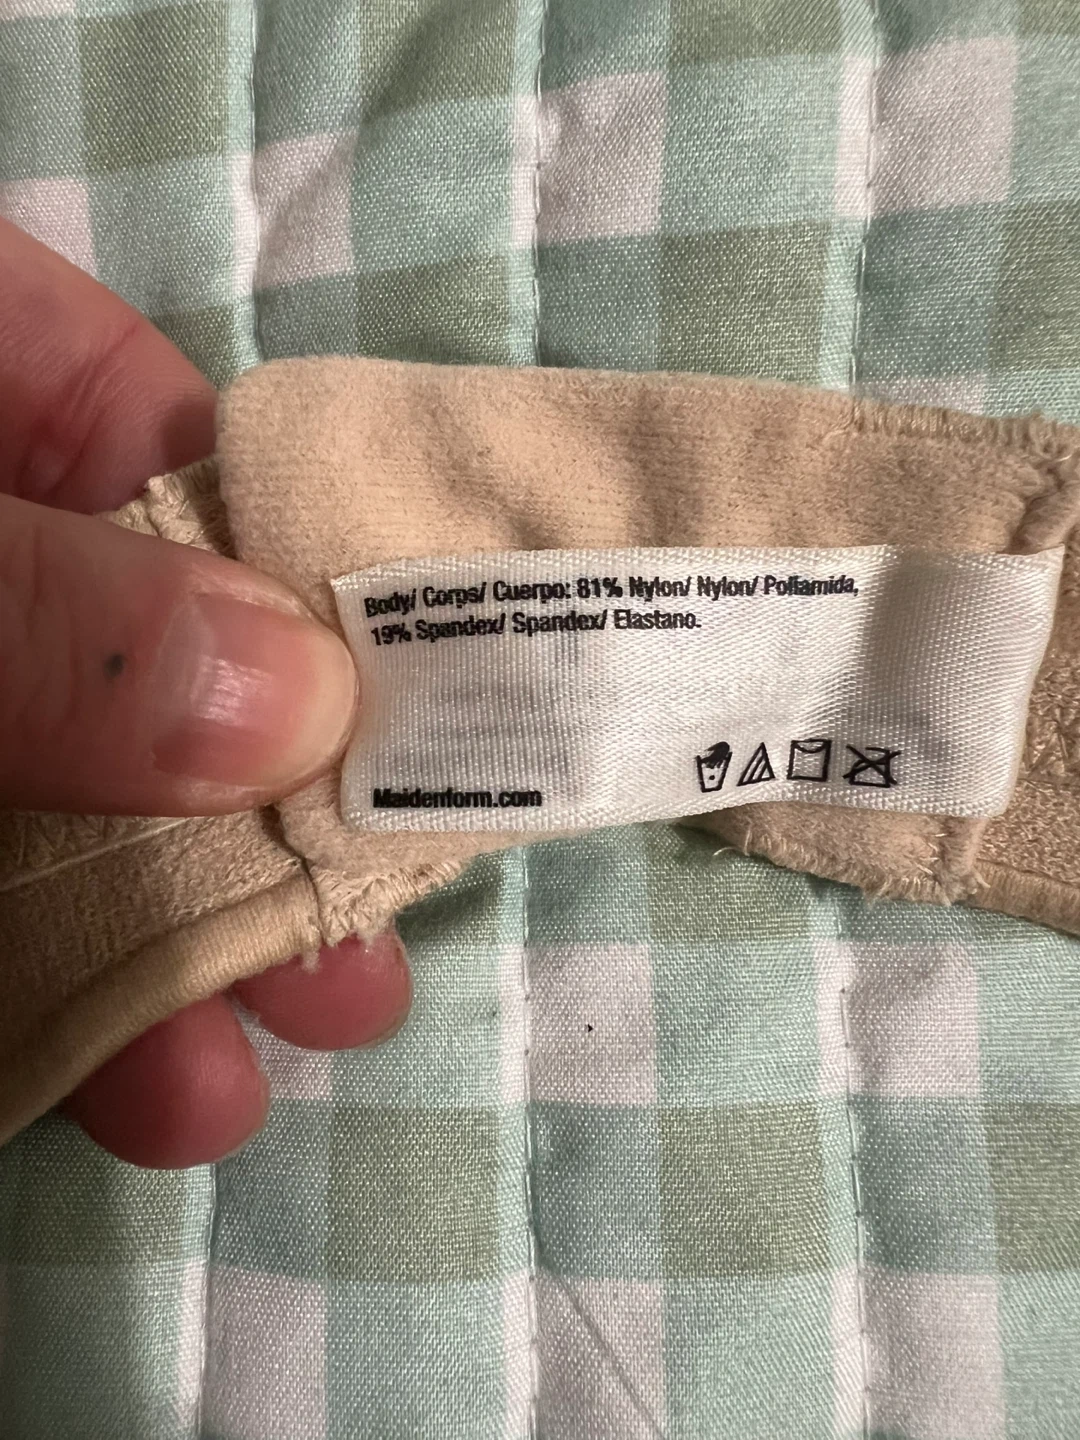 Body/ Corps/ Cuerpo: 81% Nylon/ Nylon/ Poliamida,
19% Spandex/ Spandex/ Elastano.
Maidenform.com